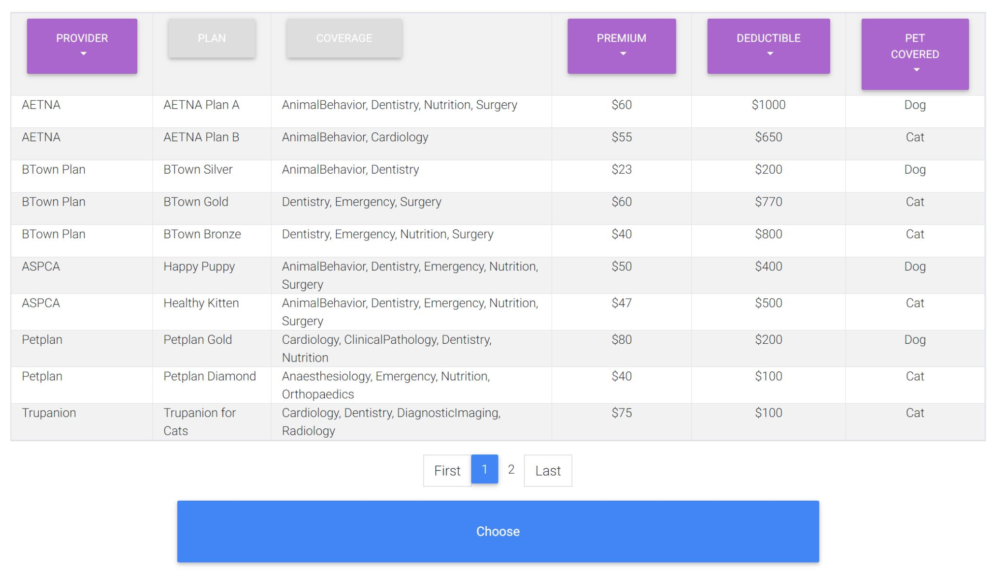 PROVIDER
PLAN
COVERAGE
PREMIUM
DEDUCTIBLE
PET
COVERED
AETNA AETNA Plan A AnimalBehavior, Dentistry, Nutrition, Surgery $60 $1000 Dog
AETNA AETNA Plan B AnimalBehavior, Cardiology $55 $650 Cat
BTown Plan BTown Silver AnimalBehavior, Dentistry $23 $200 Dog
BTown Plan BTown Gold Dentistry, Emergency, Surgery $60 $770 Cat
BTown Plan BTown Bronze Dentistry, Emergency, Nutrition, Surgery $40 $800 Cat
ASPCA Happy Puppy AnimalBehavior, Dentistry, Emergency, Nutrition, $50 $400 Dog
Surgery
ASPCA Healthy Kitten AnimalBehavior, Dentistry, Emergency, Nutrition, $47 $500 Cat
Surgery
Petplan Petplan Gold Cardiology, ClinicalPathology, Dentistry, $80 $200 Dog
Nutrition
Petplan Petplan Diamond Anaesthesiology, Emergency, Nutrition, $40 $100 Cat
Orthopaedics
Trupanion Trupanion for Cardiology, Dentistry, DiagnosticImaging, $75 $100 Cat
Cats Radiology
First 1 2 Last
Choose